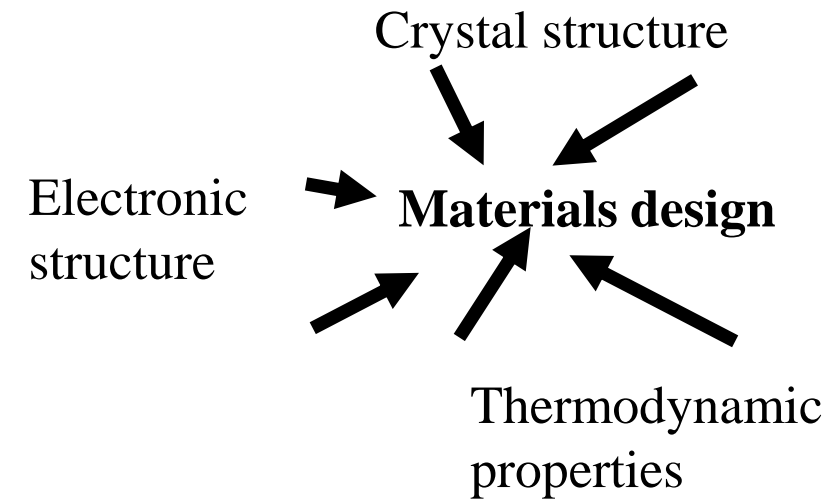 Crystal structure
Electronic
structure
Materials design
Thermodynamic
properties